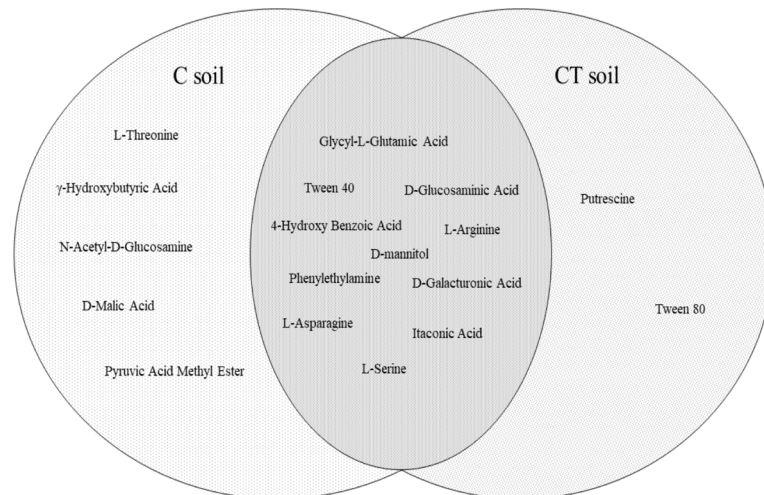 C soil
CT soil
L-Threonine
γ-Hydroxybutyric Acid
N-Acetyl-D-Glucosamine
D-Malic Acid
Pyruvic Acid Methyl Ester
Glycyl-L-Glutamic Acid
Tween 40
D-Glucosaminic Acid
4-Hydroxy Benzoic Acid
L-Arginine
D-mannitol
Phenylethylamine
D-Galacturonic Acid
L-Asparagine
Itaconic Acid
L-Serine
Putrescine
Tween 80